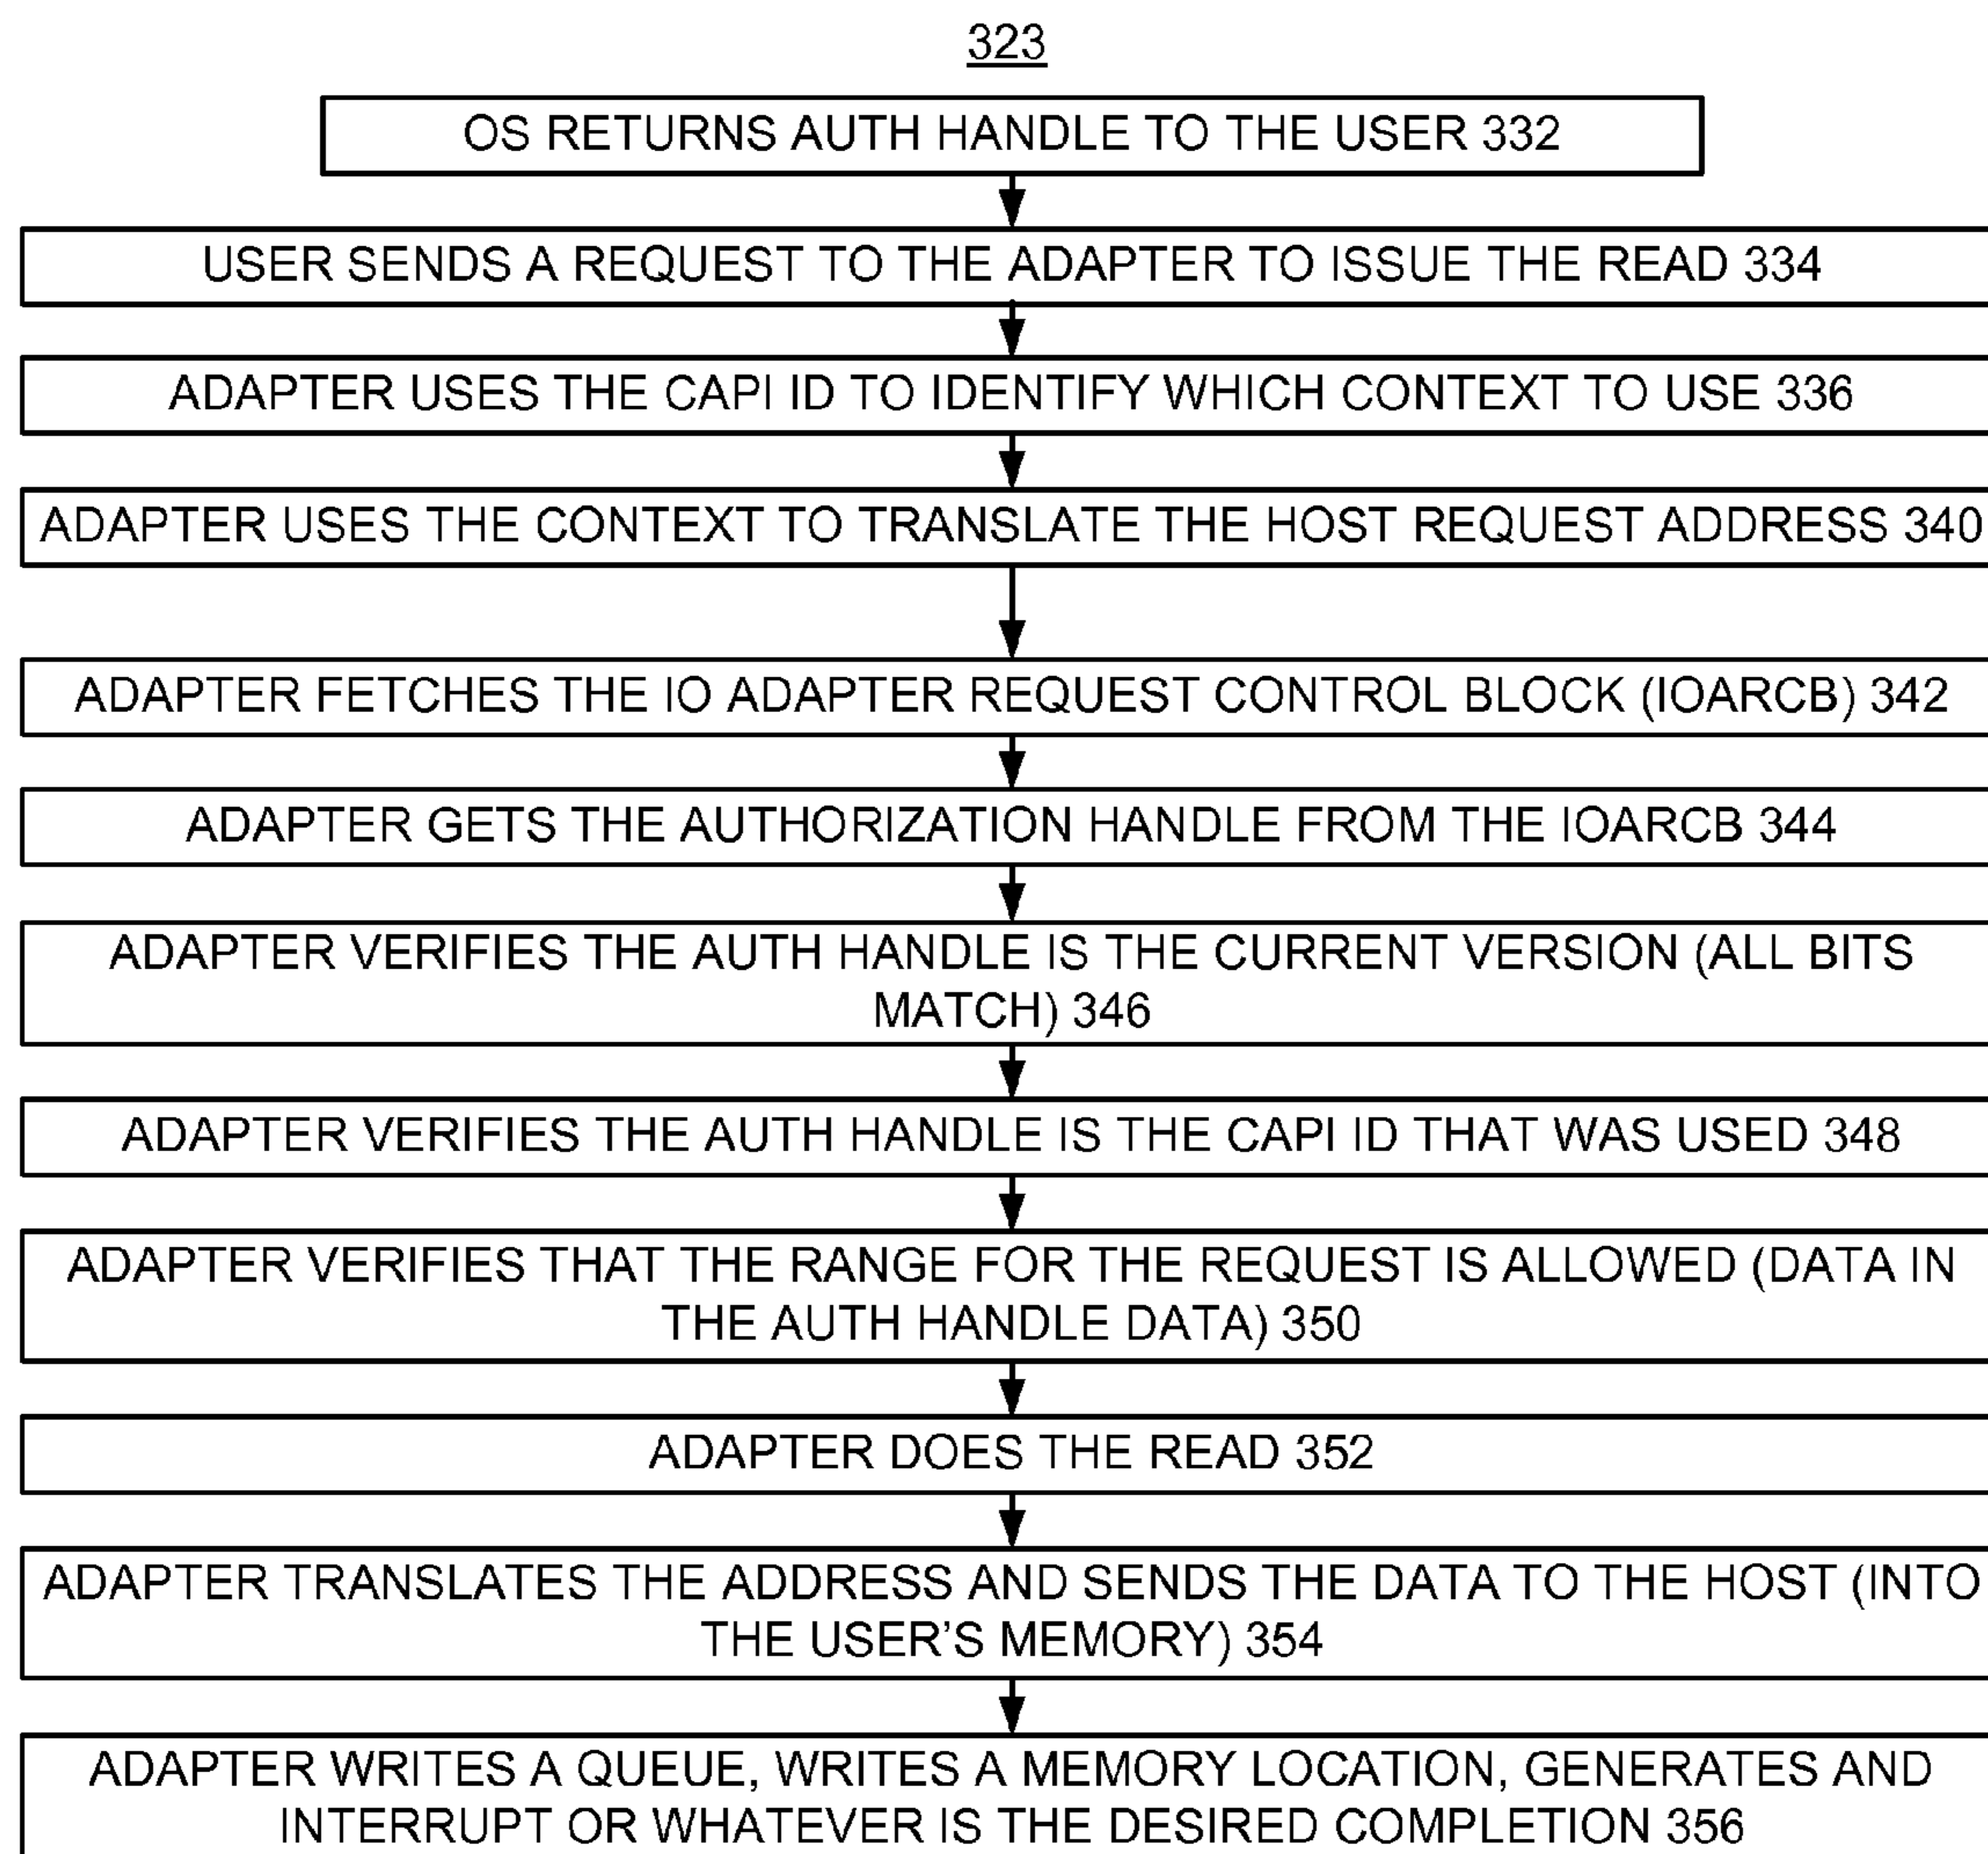 323
OS RETURNS AUTH HANDLE TO THE USER 332
USER SENDS A REQUEST TO THE ADAPTER TO ISSUE THE READ 334
ADAPTER USES THE CAPI ID TO IDENTIFY WHICH CONTEXT TO USE 336
ADAPTER USES THE CONTEXT TO TRANSLATE THE HOST REQUEST ADDRESS 340
ADAPTER FETCHES THE IO ADAPTER REQUEST CONTROL BLOCK (IOARCB) 342
ADAPTER GETS THE AUTHORIZATION HANDLE FROM THE IOARCB 344
ADAPTER VERIFIES THE AUTH HANDLE IS THE CURRENT VERSION (ALL BITS
MATCH) 346
ADAPTER VERIFIES THE AUTH HANDLE IS THE CAPI ID THAT WAS USED 348
ADAPTER VERIFIES THAT THE RANGE FOR THE REQUEST IS ALLOWED (DATA IN
THE AUTH HANDLE DATA) 350
ADAPTER DOES THE READ 352
ADAPTER TRANSLATES THE ADDRESS AND SENDS THE DATA TO THE HOST (INTO
THE USER'S MEMORY) 354
ADAPTER WRITES A QUEUE, WRITES A MEMORY LOCATION, GENERATES AND
INTERRUPT OR WHATEVER IS THE DESIRED COMPLETION 356